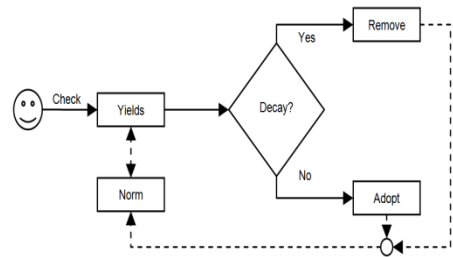 Check
Yields
Norm
Decay?
Yes
Remove
No
Adopt